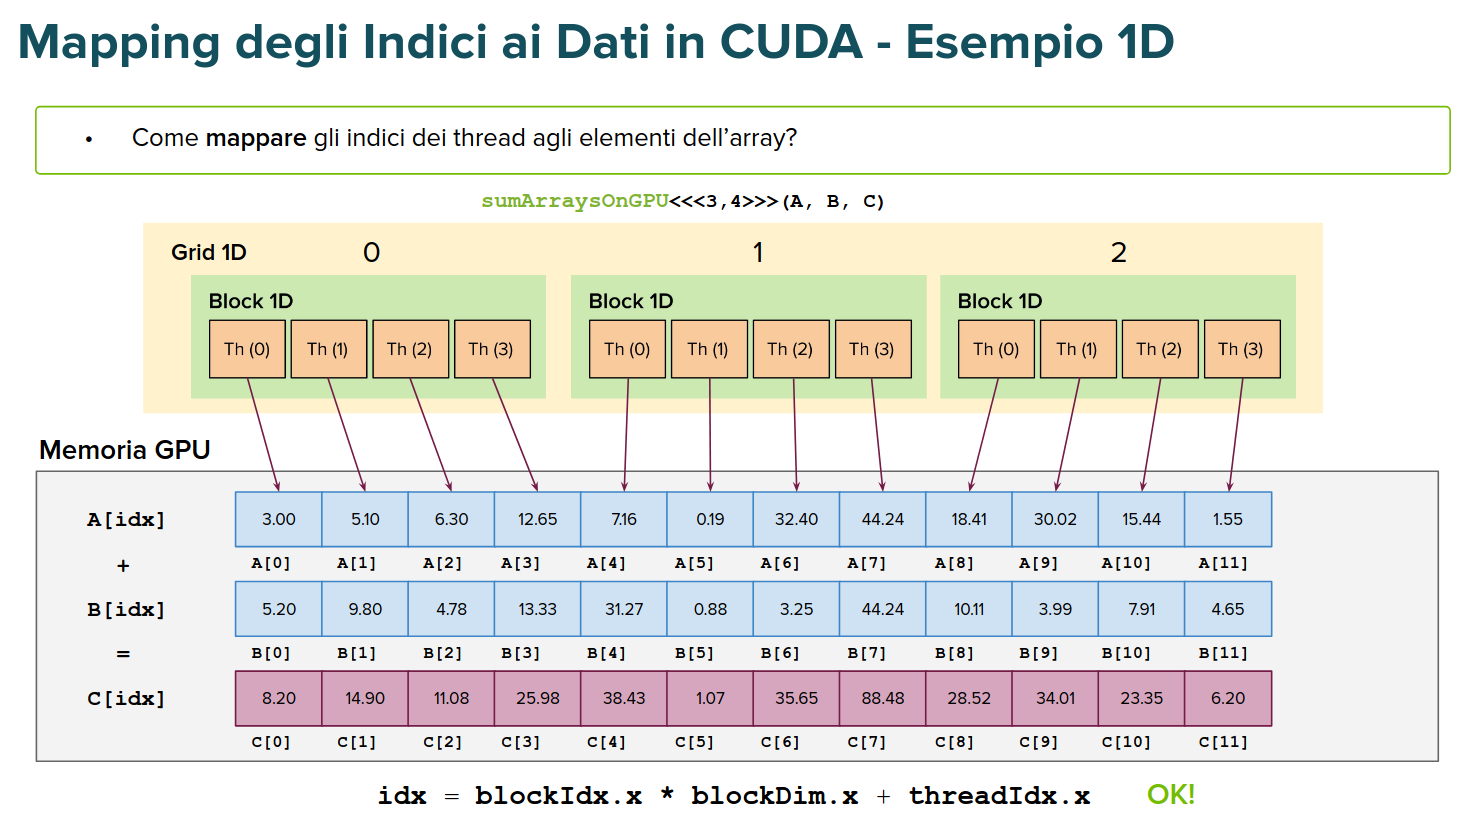 Mapping degli Indici ai Dati in CUDA - Esempio 1D
• Come mappare gli indici dei thread agli elementi dell’array?
sumArraysOnGPU<<<3,4>>>(A, B, C)
Grid 1D 0 1 2
Block 1D Block 1D Block 1D
Th (0) Th (1) Th (2) Th (3) Th (0) Th (1) Th (2) Th (3) Th (0) Th (1) Th (2) Th (3)
Memoria GPU
A[idx] 3.00 5.10 6.30 12.65 7.16 0.19 32.40 44.24 18.41 30.02 15.44 1.55
+ A[0] A[1] A[2] A[3] A[4] A[5] A[6] A[7] A[8] A[9] A[10] A[11]
B[idx] 5.20 9.80 4.78 13.33 31.27 0.88 3.25 44.24 10.11 3.99 7.91 4.65
= B[0] B[1] B[2] B[3] B[4] B[5] B[6] B[7] B[8] B[9] B[10] B[11]
C[idx] 8.20 14.90 11.08 25.98 38.43 1.07 35.65 88.48 28.52 34.01 23.35 6.20
C[0] C[1] C[2] C[3] C[4] C[5] C[6] C[7] C[8] C[9] C[10] C[11]
idx = blockIdx.x * blockDim.x + threadIdx.x OK!